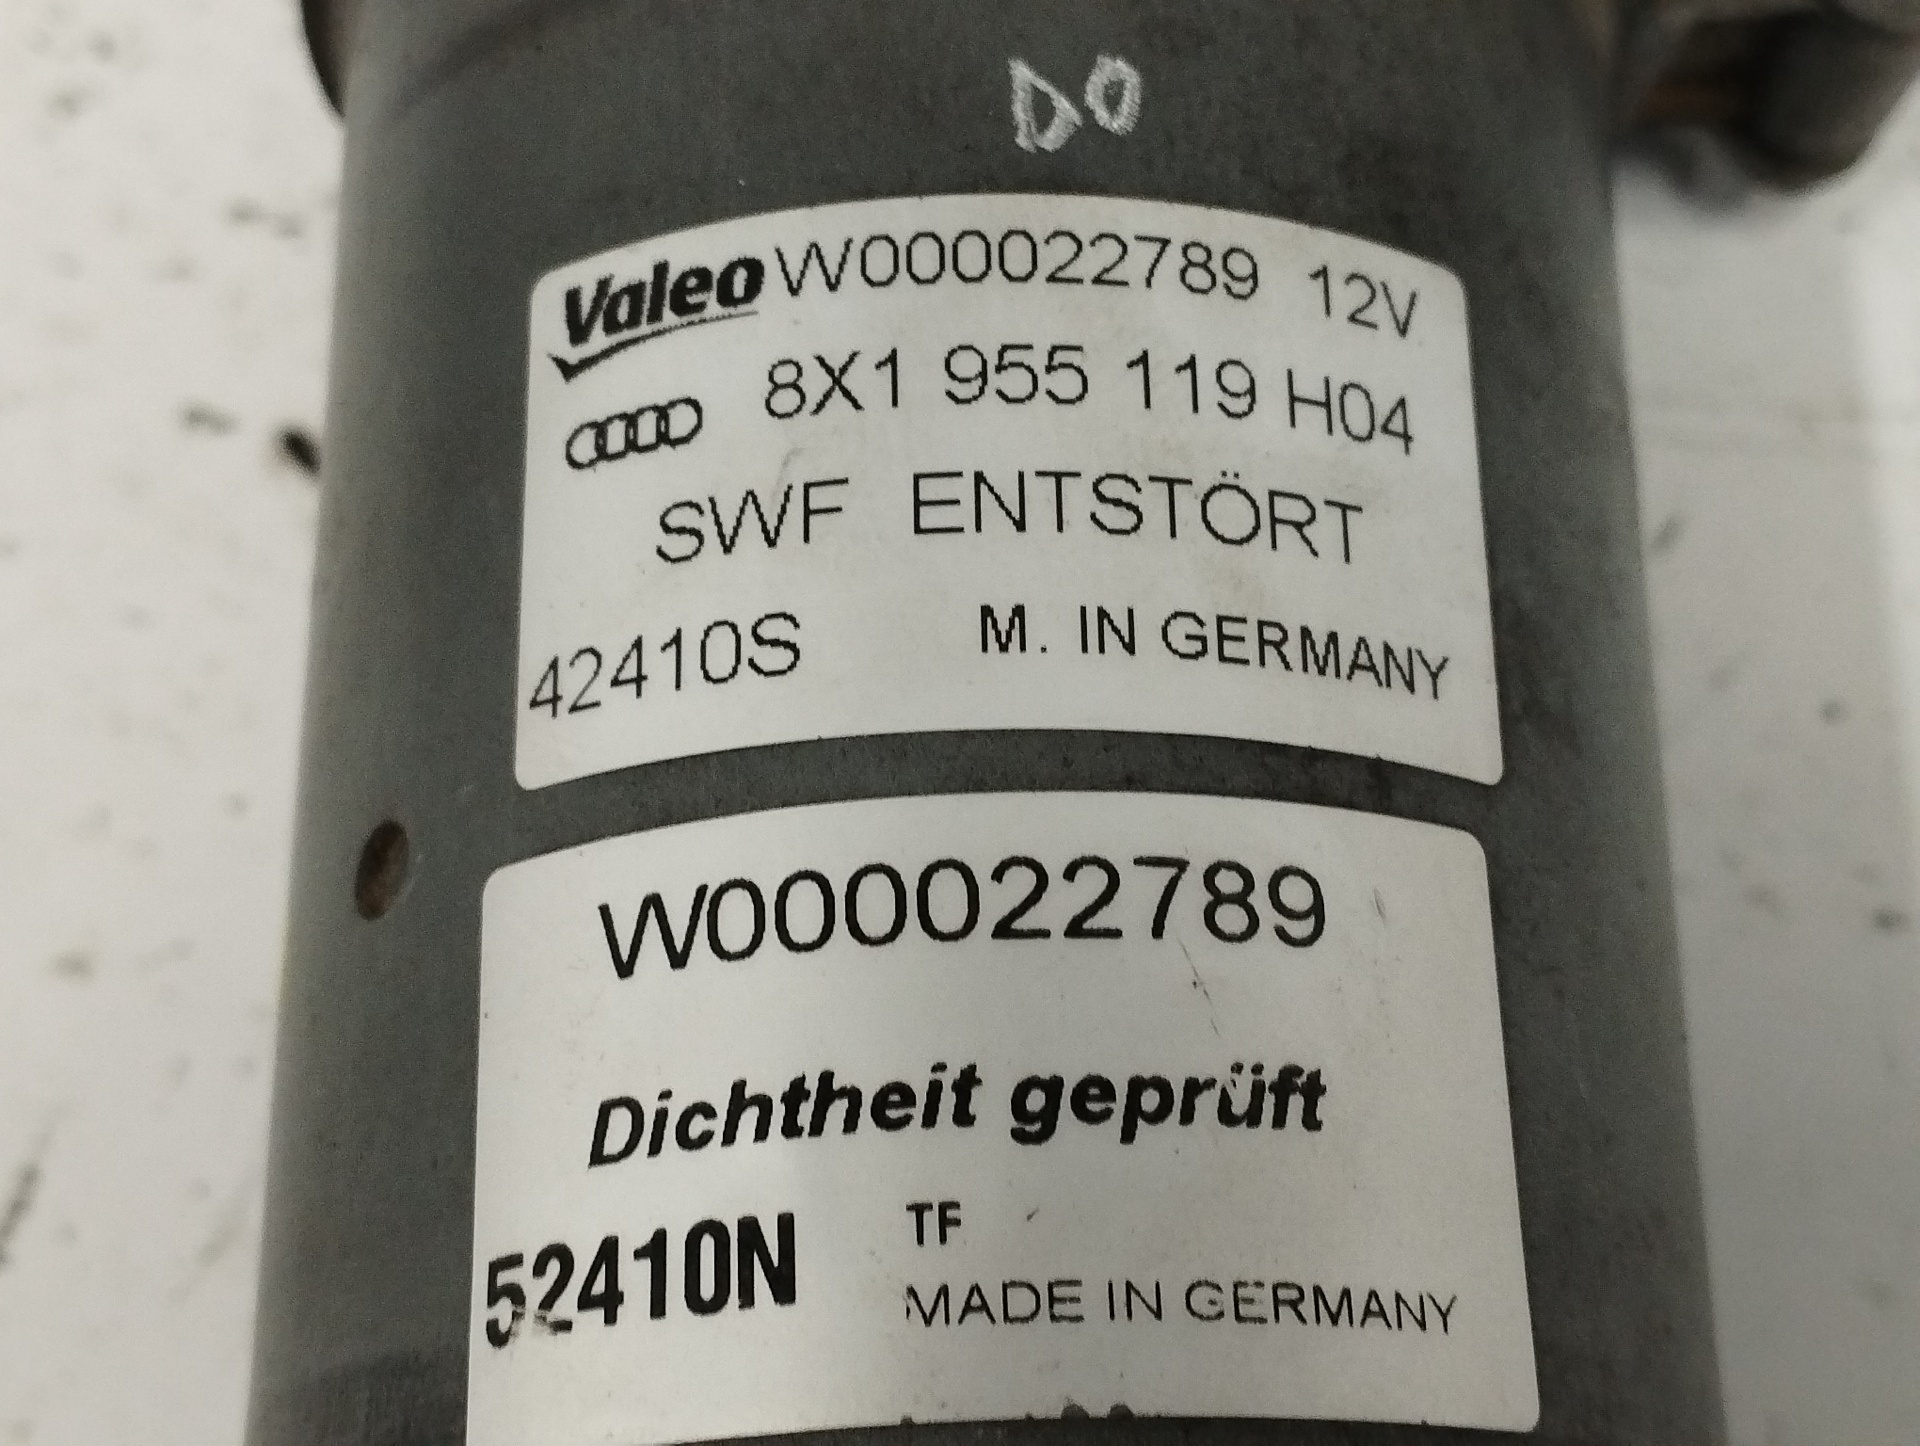 DO
Valeo W000022789 12V
8X1 955 119 H04
SWF ENTSTÖRT
42410S M. IN GERMANY
W000022789
Dichtheit geprüft
52410N TF
MADE IN GERMANY